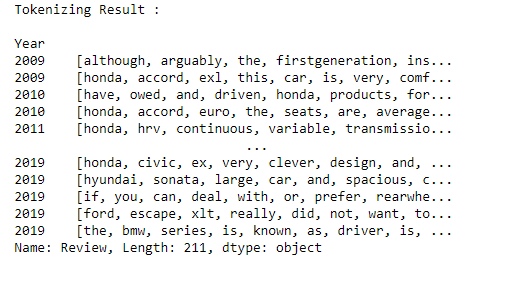 Tokenizing Result :
Year
2009 [although, arguably, the, firstgeneration, ins...
2009 [honda, accord, exl, this, car, is, very, comf...
2010 [have, owed, and, driven, honda, products, for...
2010 [honda, accord, euro, the, seats, are, average...
2011 [honda, hrv, continuous, variable, transmissio...
...
2019 [honda, civic, ex, very, clever, design, and, ...
2019 [hyundai, sonata, large, car, and, spacious, c...
2019 [if, you, can, deal, with, or, prefer, rearwhe...
2019 [ford, escape, xlt, really, did, not, want, to...
2019 [the, bmw, series, is, known, as, driver, is, ...
Name: Review, Length: 211, dtype: object